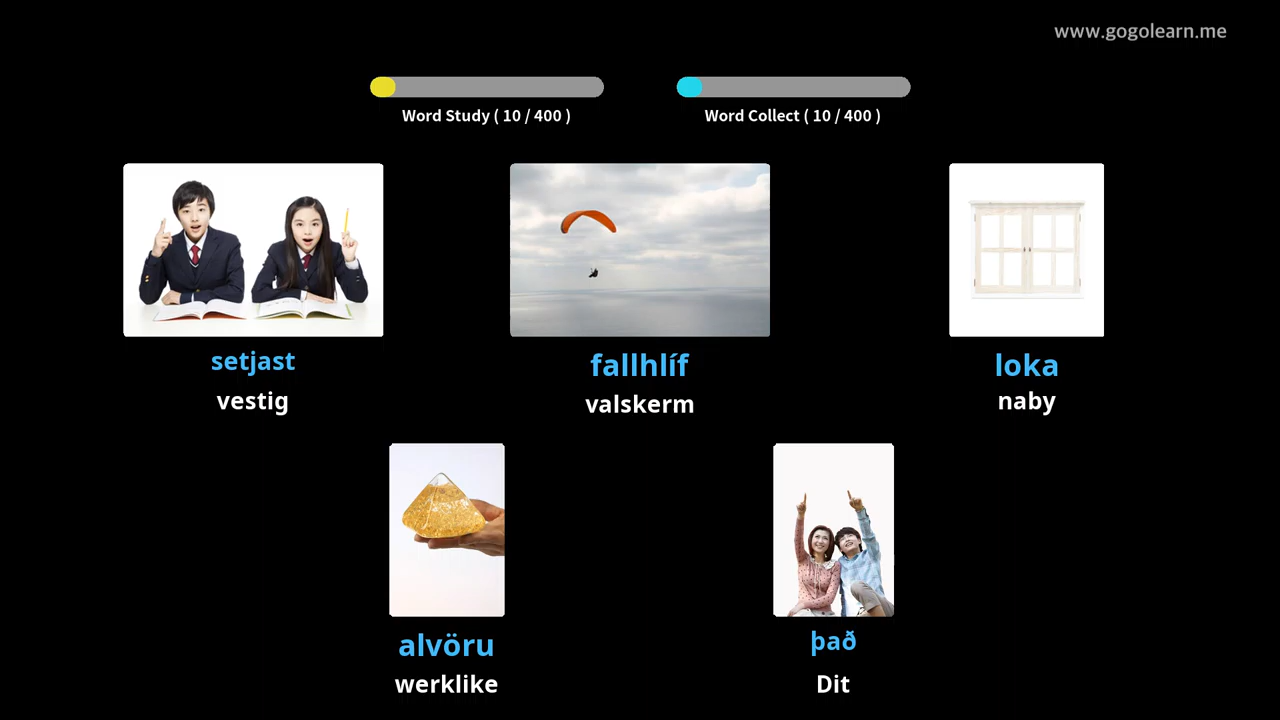 www.gogolearn.me
Word Study ( 10 / 400 )
Word Collect ( 10 / 400 )
setjast
vestig
fallhlíf
valskerm
loka
naby
alvöru
werklike
það
Dit